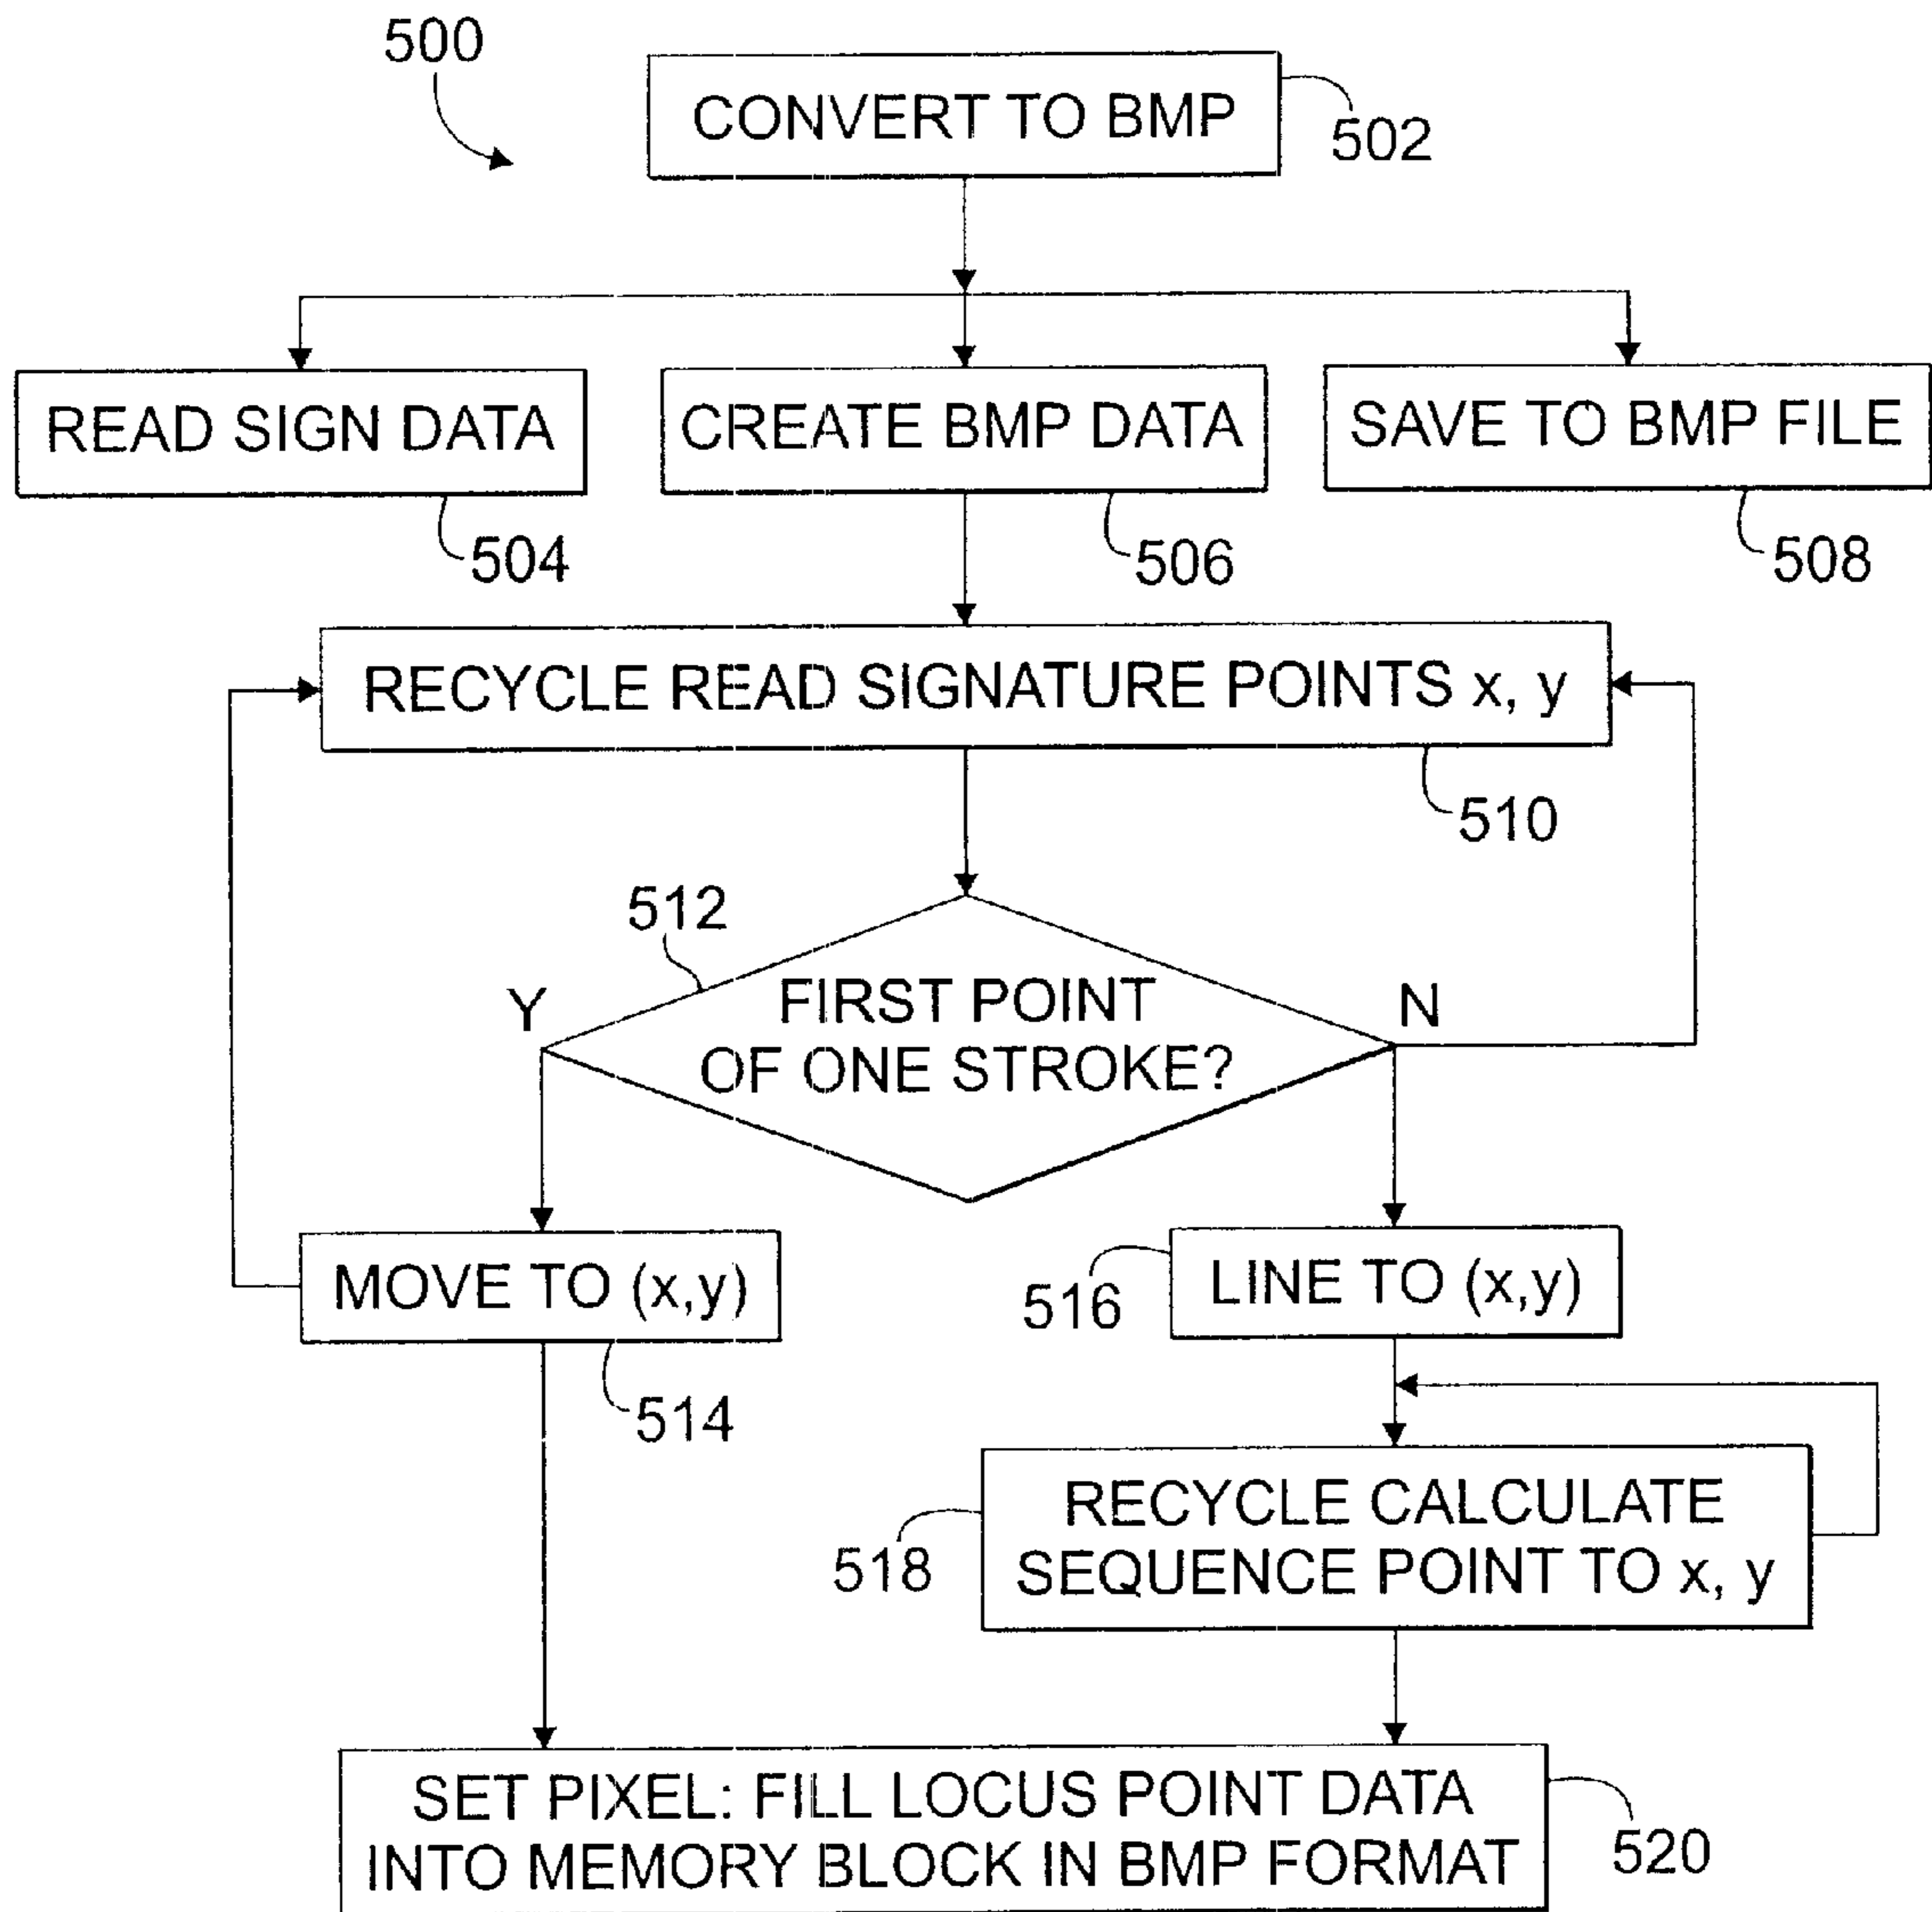 500
CONVERT TO BMP
502
READ SIGN DATA
CREATE BMP DATA
SAVE TO BMP FILE
504
506
508
RECYCLE READ SIGNATURE POINTS x, y
510
512
Y
FIRST POINT
OF ONE STROKE?
N
MOVE TO (x,y)
514
516
LINE TO (x,y)
518
RECYCLE CALCULATE
SEQUENCE POINT TO x, y
SET PIXEL: FILL LOCUS POINT DATA
INTO MEMORY BLOCK IN BMP FORMAT
520